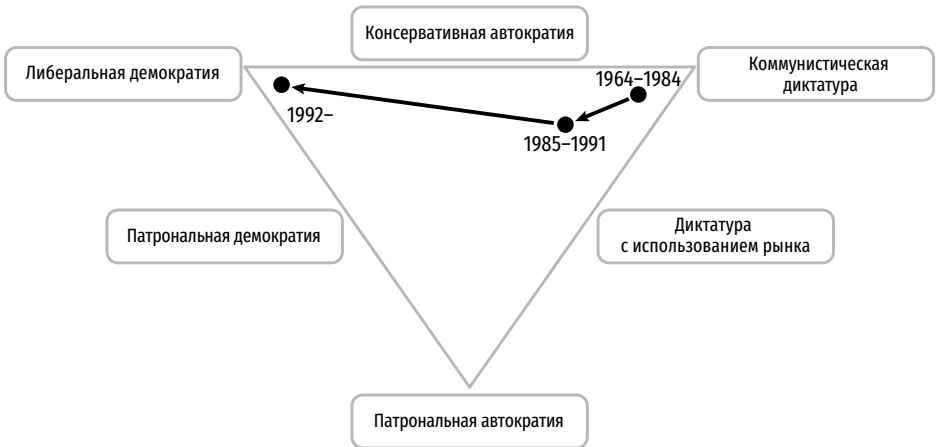 Консервативная автократия
Либеральная демократия
Коммунистическая
диктатура
1964–1984
1992–
1985–1991
Патрональная демократия
Диктатура
с использованием рынка
Патрональная автократия